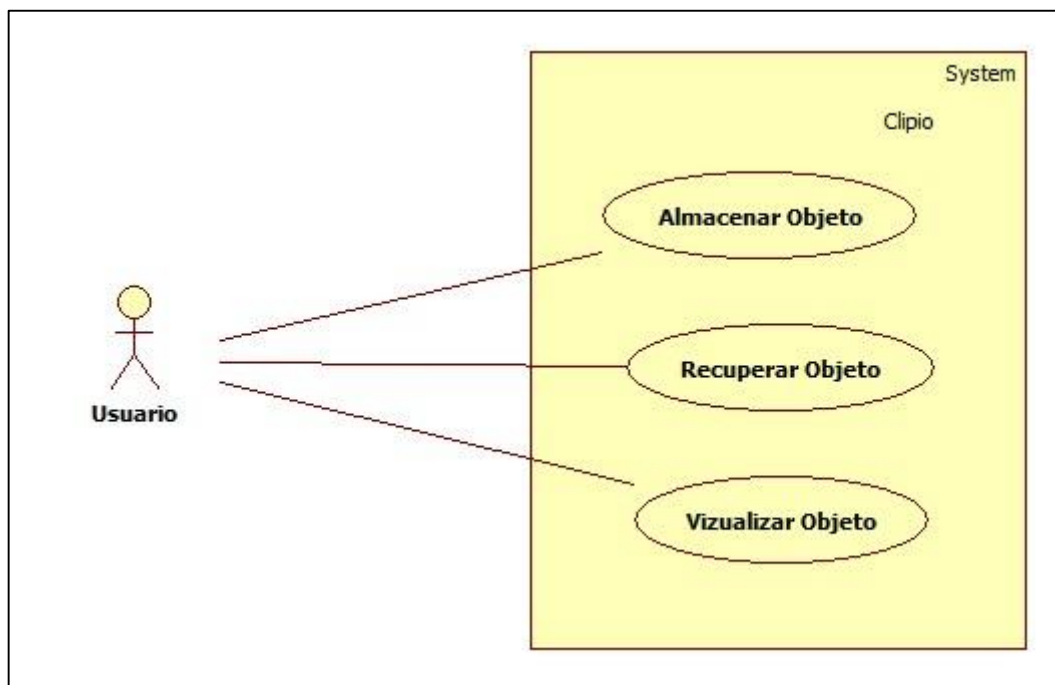 System
Clipio
Almacenar Objeto
Recuperar Objeto
Usuario
Vizualizar Objeto